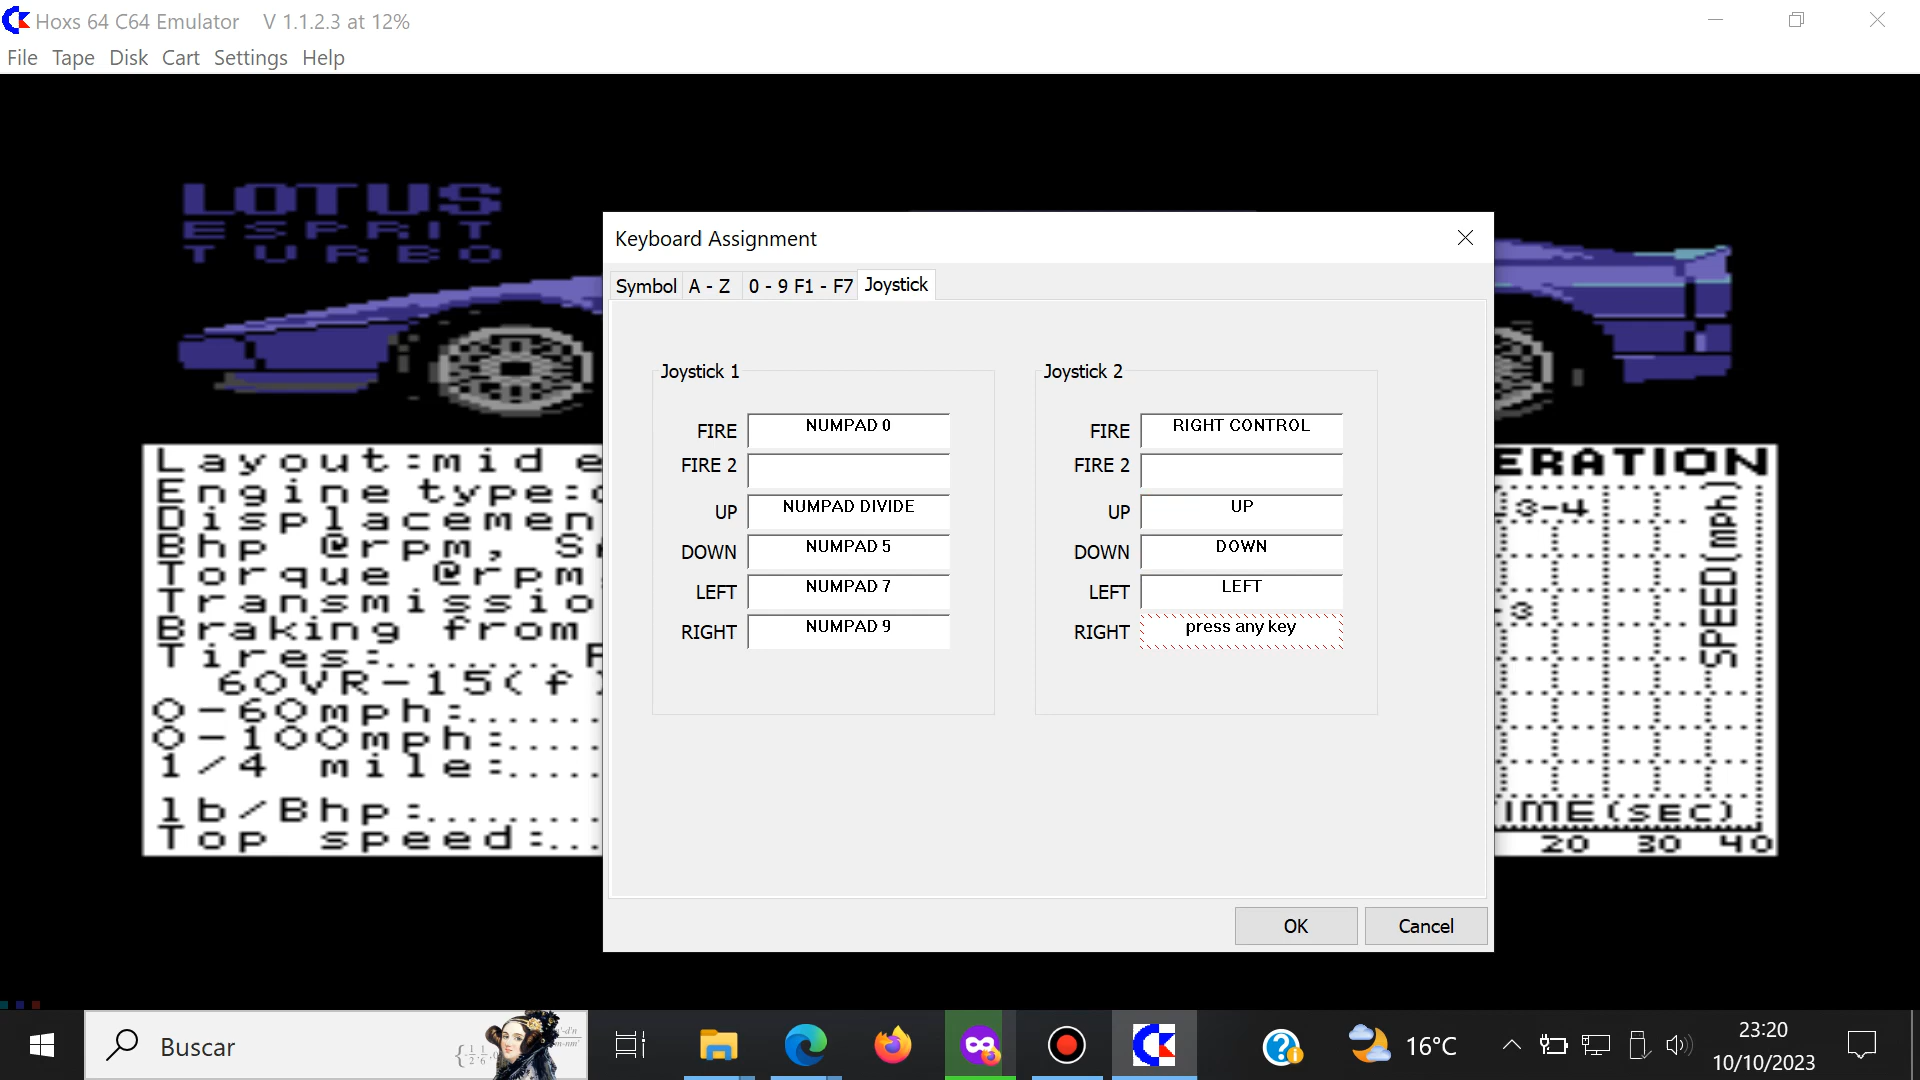 Hoxs 64 C64 Emulator V 1.1.2.3 at 12%
File Tape Disk Cart Settings Help
LOTUS
ESPRIT
TURBO
Keyboard Assignment
Symbol A - Z 0 - 9 F1 - F7 Joystick
Joystick 1
FIRE NUMPAD 0
FIRE 2
UP NUMPAD DIVIDE
DOWN NUMPAD 5
LEFT NUMPAD 7
RIGHT NUMPAD 9
Joystick 2
FIRE RIGHT CONTROL
FIRE 2
UP UP
DOWN DOWN
LEFT LEFT
RIGHT press any key
OK Cancel
Layout:mid e
Engine type:
Displacemen
Bhp @rpm, S
Torque @rpm
Transmissio
Braking from
Tires:........
60VR-15(f)
0-60mph:.......
0-100mph:.....
1/4 mile:.....
lb/Bhp:.........
Top speed:...
ERATION
3-4
SPEED(mph)
-3
IME(sec)
20 30 40
Buscar
16°C
23:20
10/10/2023